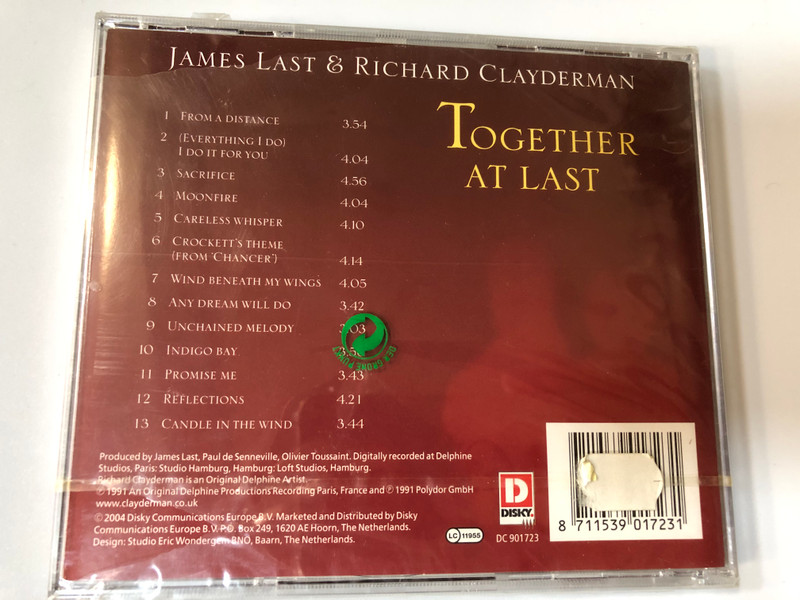 JAMES LAST & RICHARD CLAYDERMAN
TOGETHER
AT LAST
1 FROM A DISTANCE 3.54
2 (EVERYTHING I DO)
I DO IT FOR YOU 4.04
3 SACRIFICE 4.56
4 MOONFIRE 4.04
5 CARELESS WHISPER 4.10
6 CROCKETT'S THEME
(FROM 'CHANCER') 4.14
7 WIND BENEATH MY WINGS 4.05
8 ANY DREAM WILL DO 3.42
9 UNCHAINED MELODY 3.03
10 INDIGO BAY
11 PROMISE ME 3.43
12 REFLECTIONS 4.21
13 CANDLE IN THE WIND 3.44
DER GRÜNE PUNKT
Produced by James Last, Paul de Senneville, Olivier Toussaint. Digitally recorded at Delphine
Studios, Paris: Studio Hamburg, Hamburg: Loft Studios, Hamburg.
Richard Clayderman is an Original Delphine Artist.
℗ 1991 An Original Delphine Productions Recording Paris, France and ℗ 1991 Polydor GmbH
www.clayderman.co.uk
© 2004 Disky Communications Europe B.V. Marketed and Distributed by Disky
Communications Europe B.V. P.O. Box 249, 1620 AE Hoorn, The Netherlands.
Design: Studio Eric Wondergem BNO, Baarn, The Netherlands.
LC 11955
D
DISKY
DC 901723
8 711539 017231